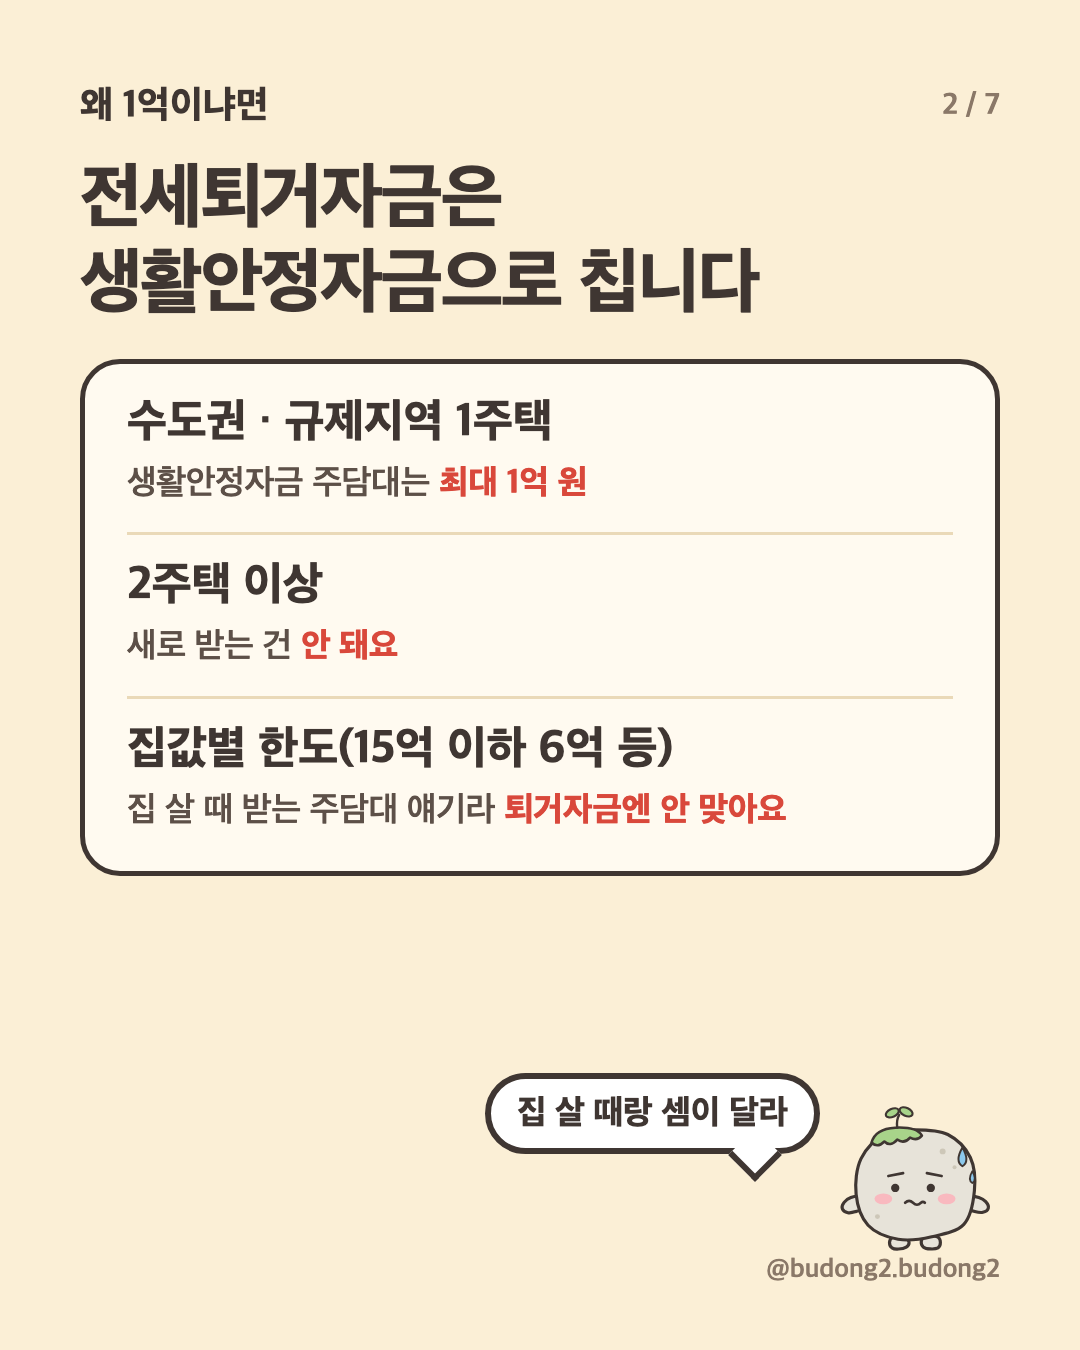 왜 1억이냐면
2 / 7
전세퇴거자금은
생활안정자금으로 칩니다
수도권 · 규제지역 1주택
생활안정자금 주담대는 최대 1억 원
2주택 이상
새로 받는 건 안 돼요
집값별 한도(15억 이하 6억 등)
집 살 때 받는 주담대 얘기라 퇴거자금엔 안 맞아요
집 살 때랑 셈이 달라
@budong2.budong2